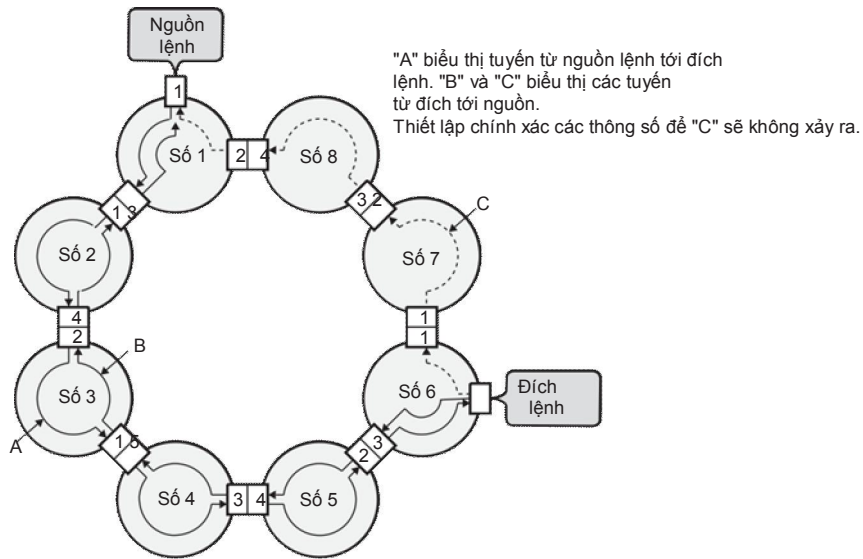 Nguồn
lệnh
"A" biểu thị tuyến từ nguồn lệnh tới đích
lệnh. "B" và "C" biểu thị các tuyến
từ đích tới nguồn.
Thiết lập chính xác các thông số để "C" sẽ không xảy ra.
1
Số 1
2 4
Số 8
1 3
3 2
C
Số 2
Số 7
4
2
1
1
B
Số 3
Số 6
Đích
lệnh
A
1 5
2 3
Số 4
3 4
Số 5